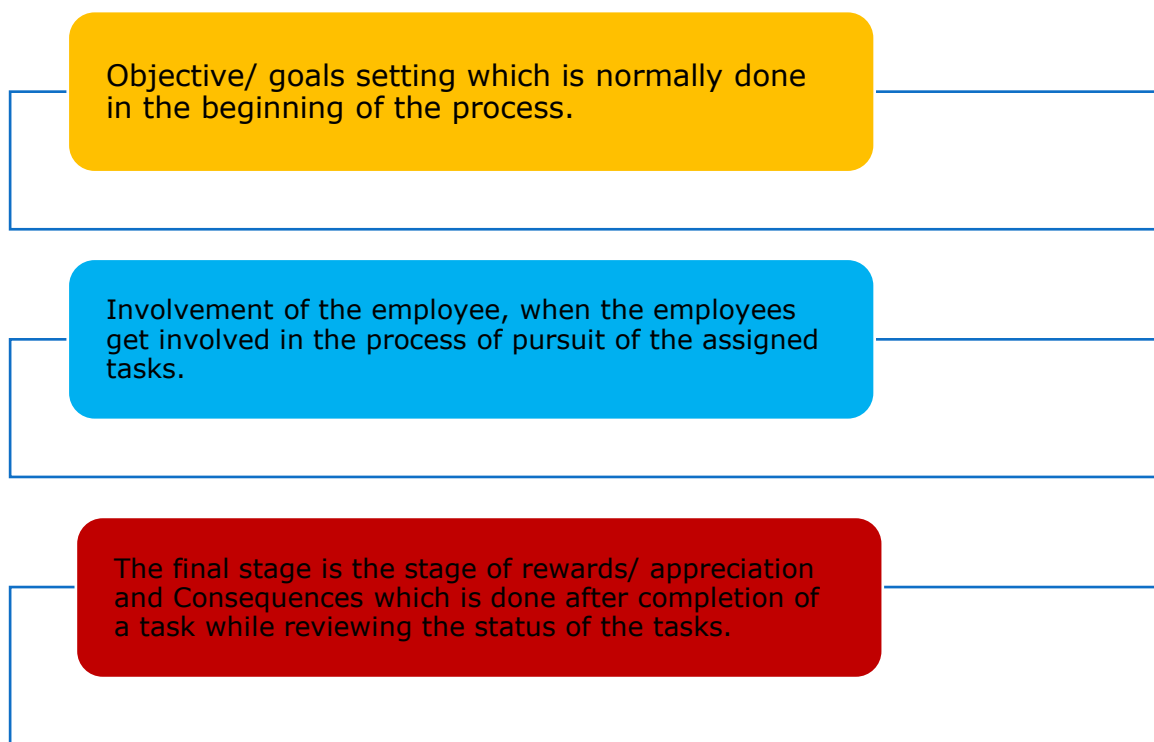 Objective/ goals setting which is normally done
in the beginning of the process.
Involvement of the employee, when the employees
get involved in the process of pursuit of the assigned
tasks.
The final stage is the stage of rewards/ appreciation
and Consequences which is done after completion of
a task while reviewing the status of the tasks.